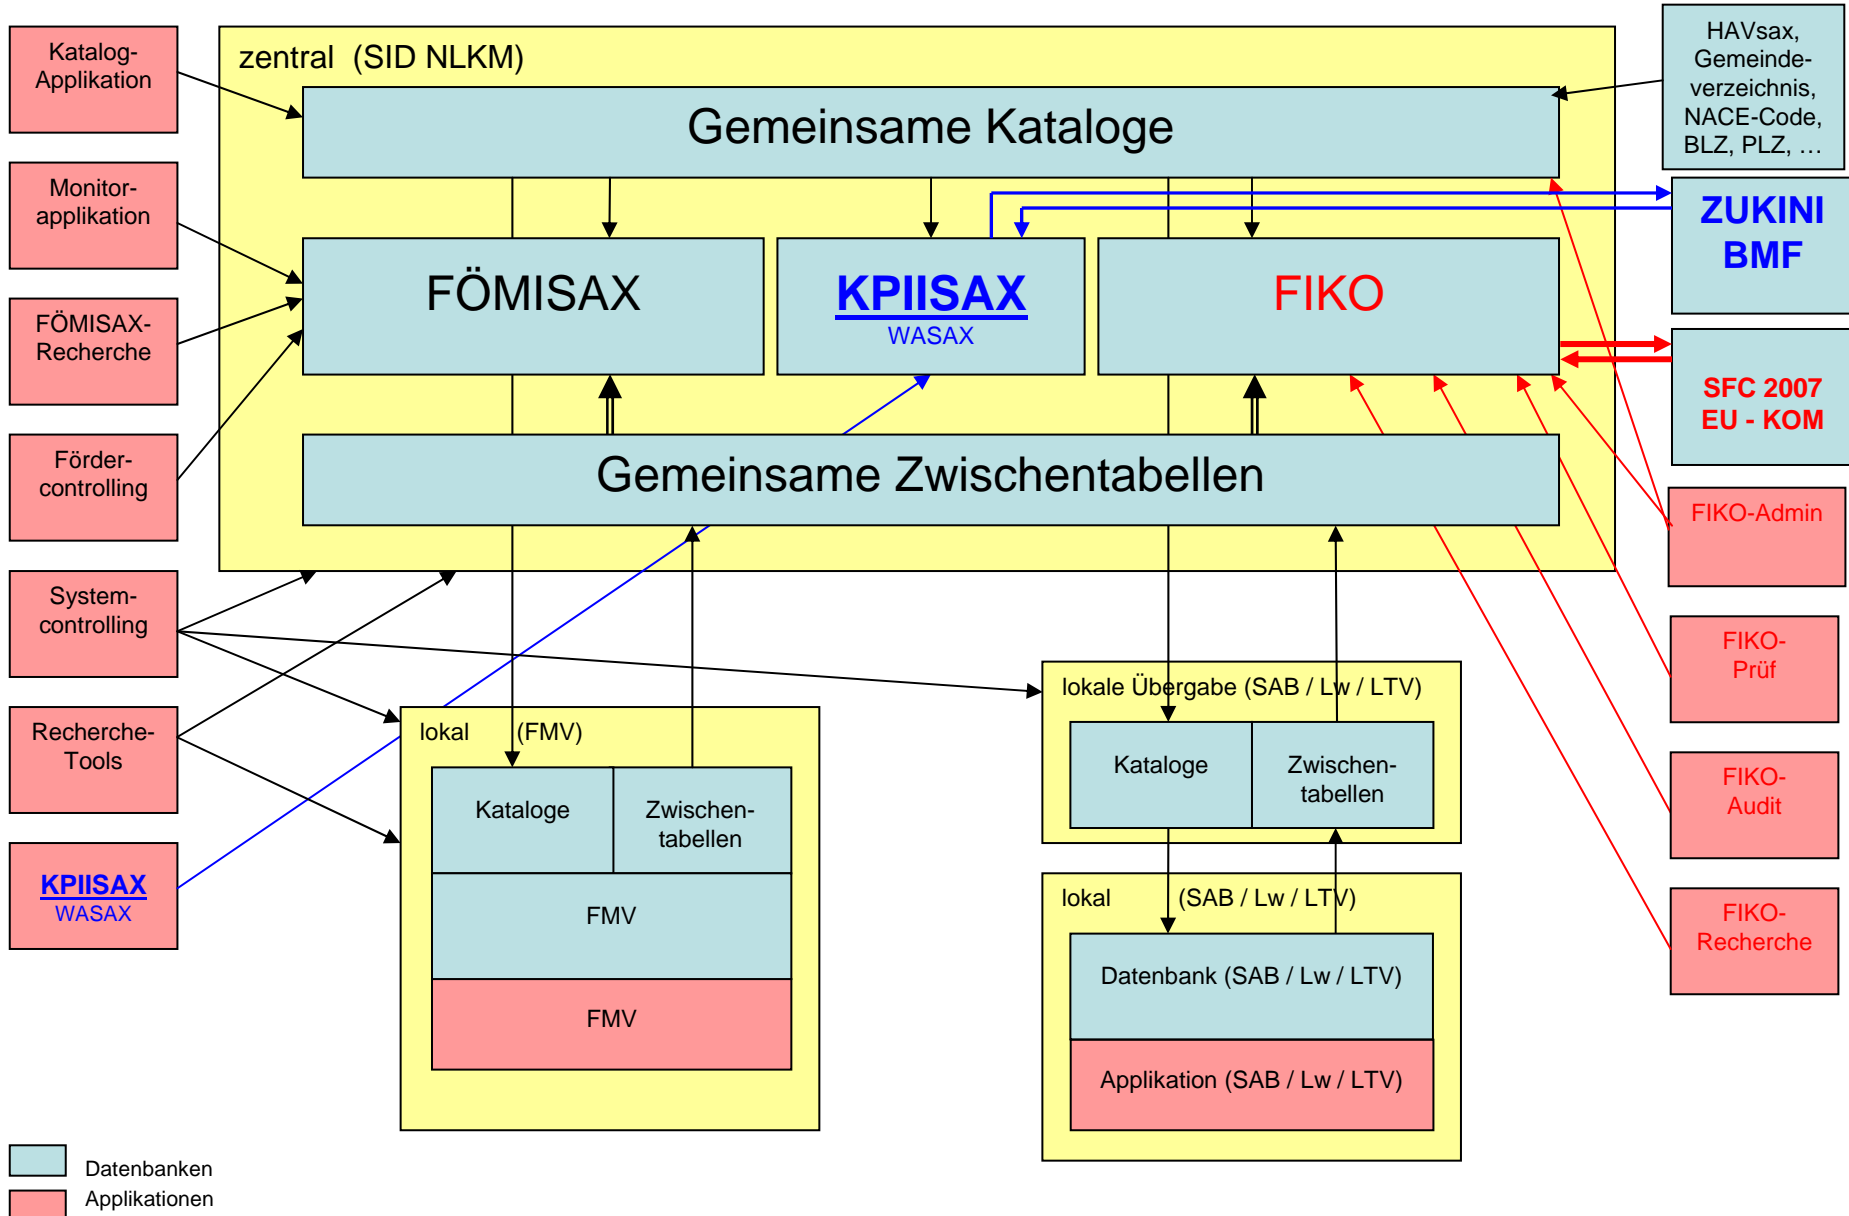 Katalog-
Applikation
Monitor-
applikation
FÖMISAX-
Recherche
Förder-
controlling
System-
controlling
Recherche-
Tools
KPIISAX
WASAX
zentral (SID NLKM)
Gemeinsame Kataloge
FÖMISAX
KPIISAX
WASAX
FIKO
Gemeinsame Zwischentabellen
HAVsax,
Gemeinde-
verzeichnis,
NACE-Code,
BLZ, PLZ, …
ZUKINI
BMF
SFC 2007
EU - KOM
FIKO-Admin
FIKO-
Prüf
FIKO-
Audit
FIKO-
Recherche
lokal (FMV)
Kataloge
Zwischen-
tabellen
FMV
FMV
lokale Übergabe (SAB / Lw / LTV)
Kataloge
Zwischen-
tabellen
lokal (SAB / Lw / LTV)
Datenbank (SAB / Lw / LTV)
Applikation (SAB / Lw / LTV)
Datenbanken
Applikationen